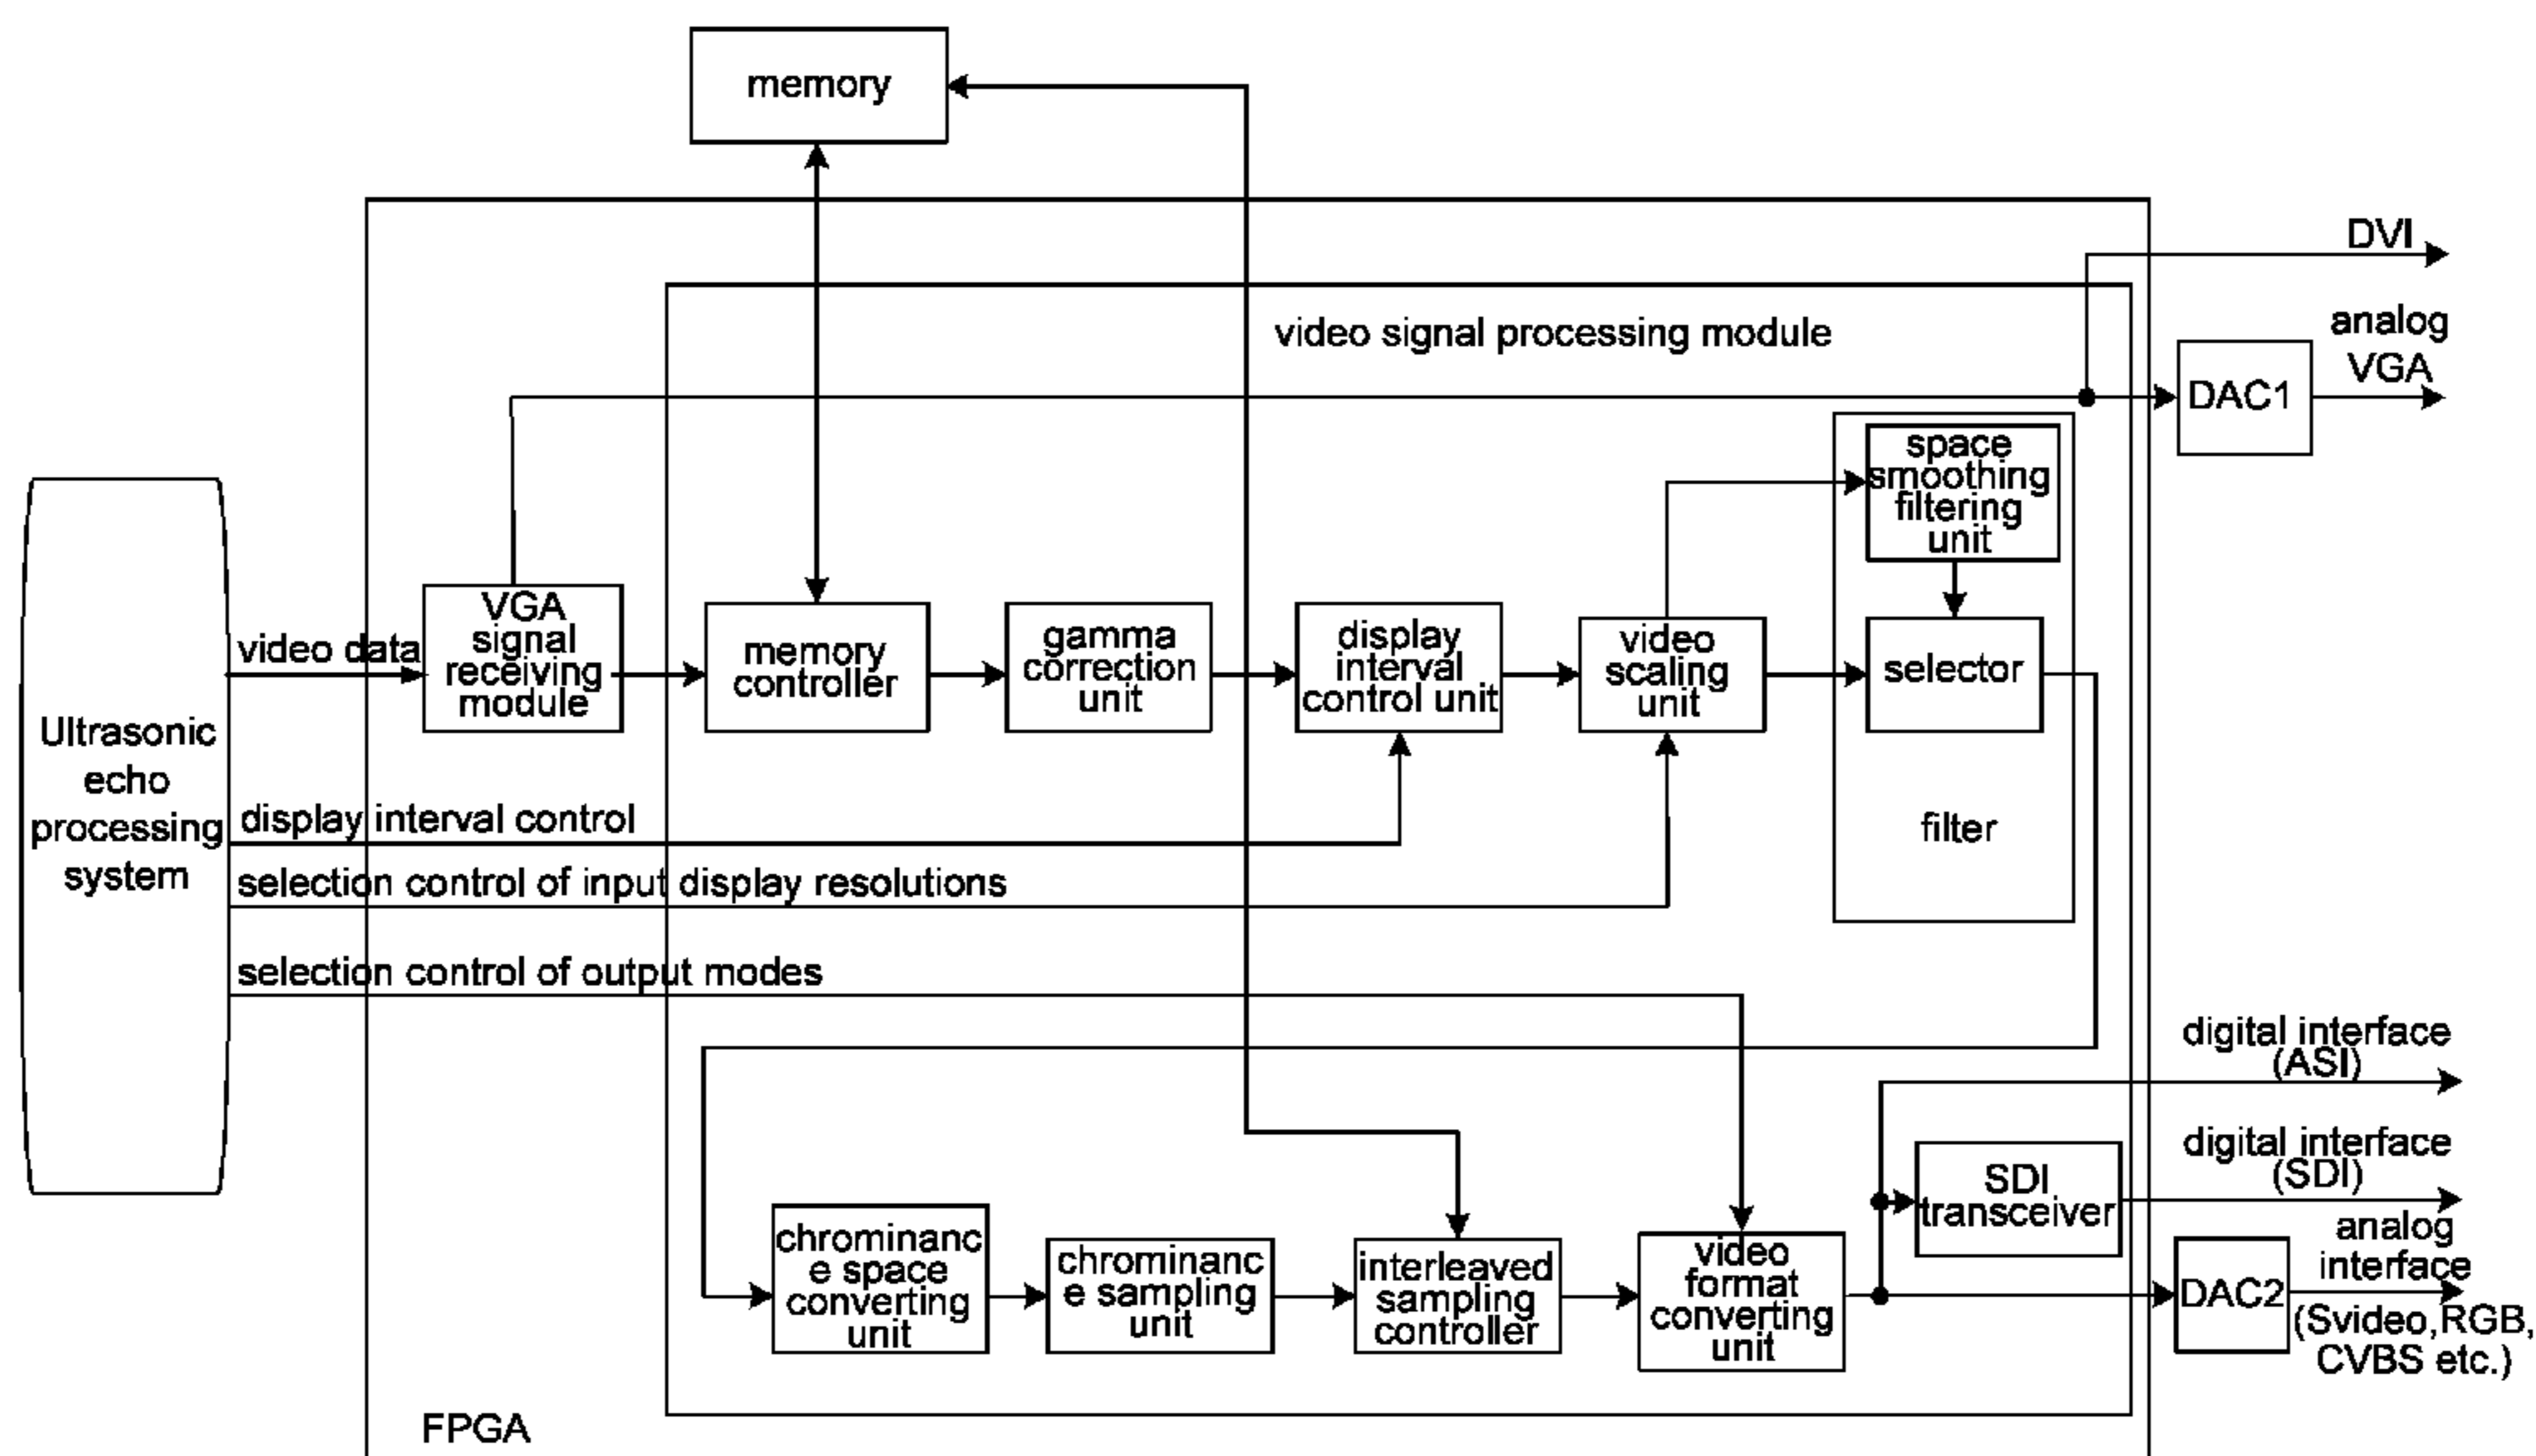 memory
DVI
video signal processing module
analog
VGA
DAC1
space
smoothing
filtering
unit
VGA
signal
receiving
module
video data
memory
controller
gamma
correction
unit
display
interval
control unit
video
scaling
unit
selector
Ultrasonic
echo
processing
system
display interval control
filter
selection control of input display resolutions
selection control of output modes
digital interface
(ASI)
digital interface
(SDI)
SDI
transceiver
analog
interface
chrominanc
e space
converting
unit
chrominanc
e sampling
unit
interleaved
sampling
controller
video
format
converting
unit
DAC2
(Svideo,RGB,
CVBS etc.)
FPGA